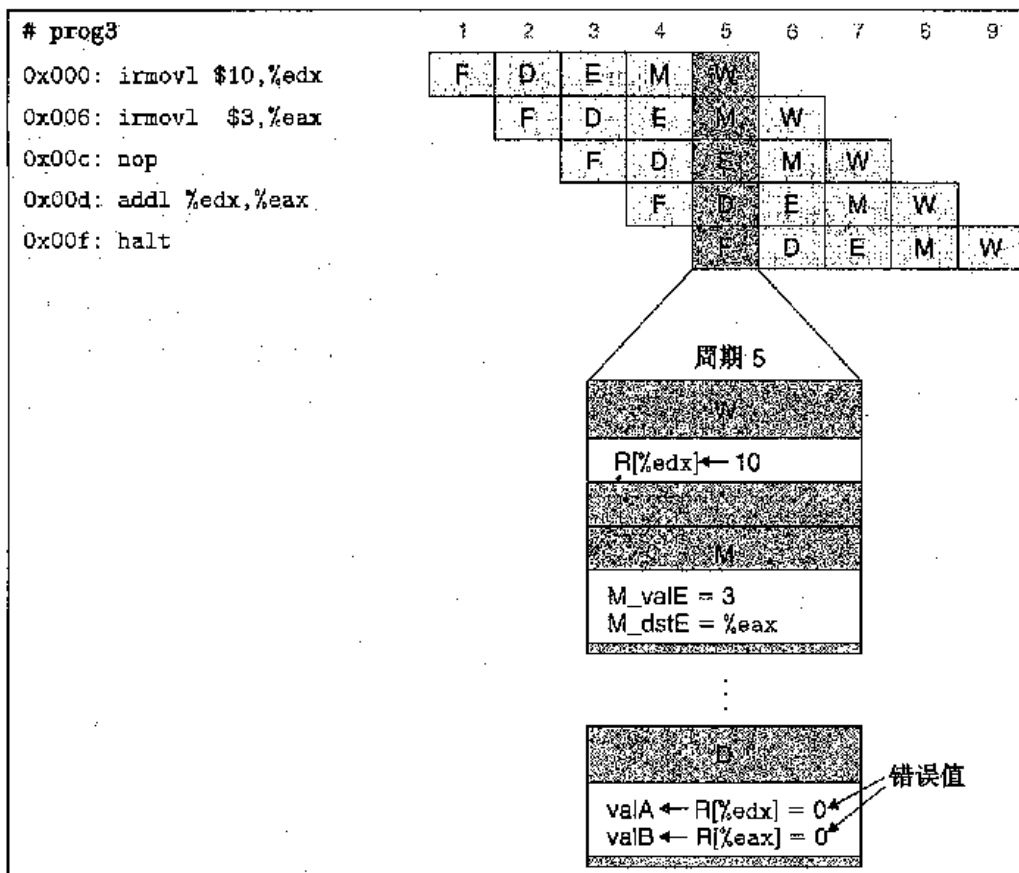 # prog3
1 2 3 4 5 6 7 8 9
0x000: irmovl $10,%edx
F D E M W
0x006: irmovl $3,%eax
F D E M W
0x00c: nop
F D E M W
0x00d: addl %edx,%eax
F D E M W
0x00f: halt
F D E M W
周期 5
W
R[%edx]← 10
M
M_valE = 3
M_dstE = %eax
D
错误值
valA ← R[%edx] = 0
valB ← R[%eax] = 0